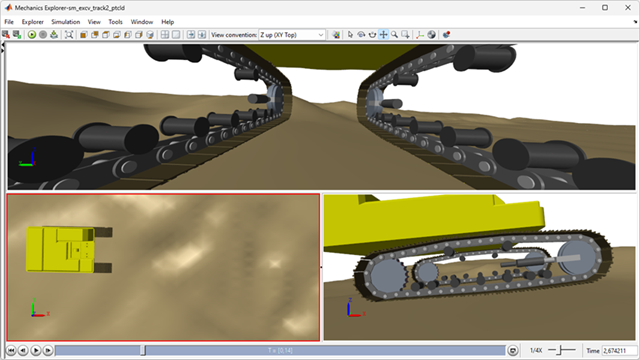 Mechanics Explorer-sm_excv_track2_ptcld
File Explorer Simulation View Tools Window Help
View convention: Z up (XY Top)
T = [0,14]
1/4X Time 2,674211